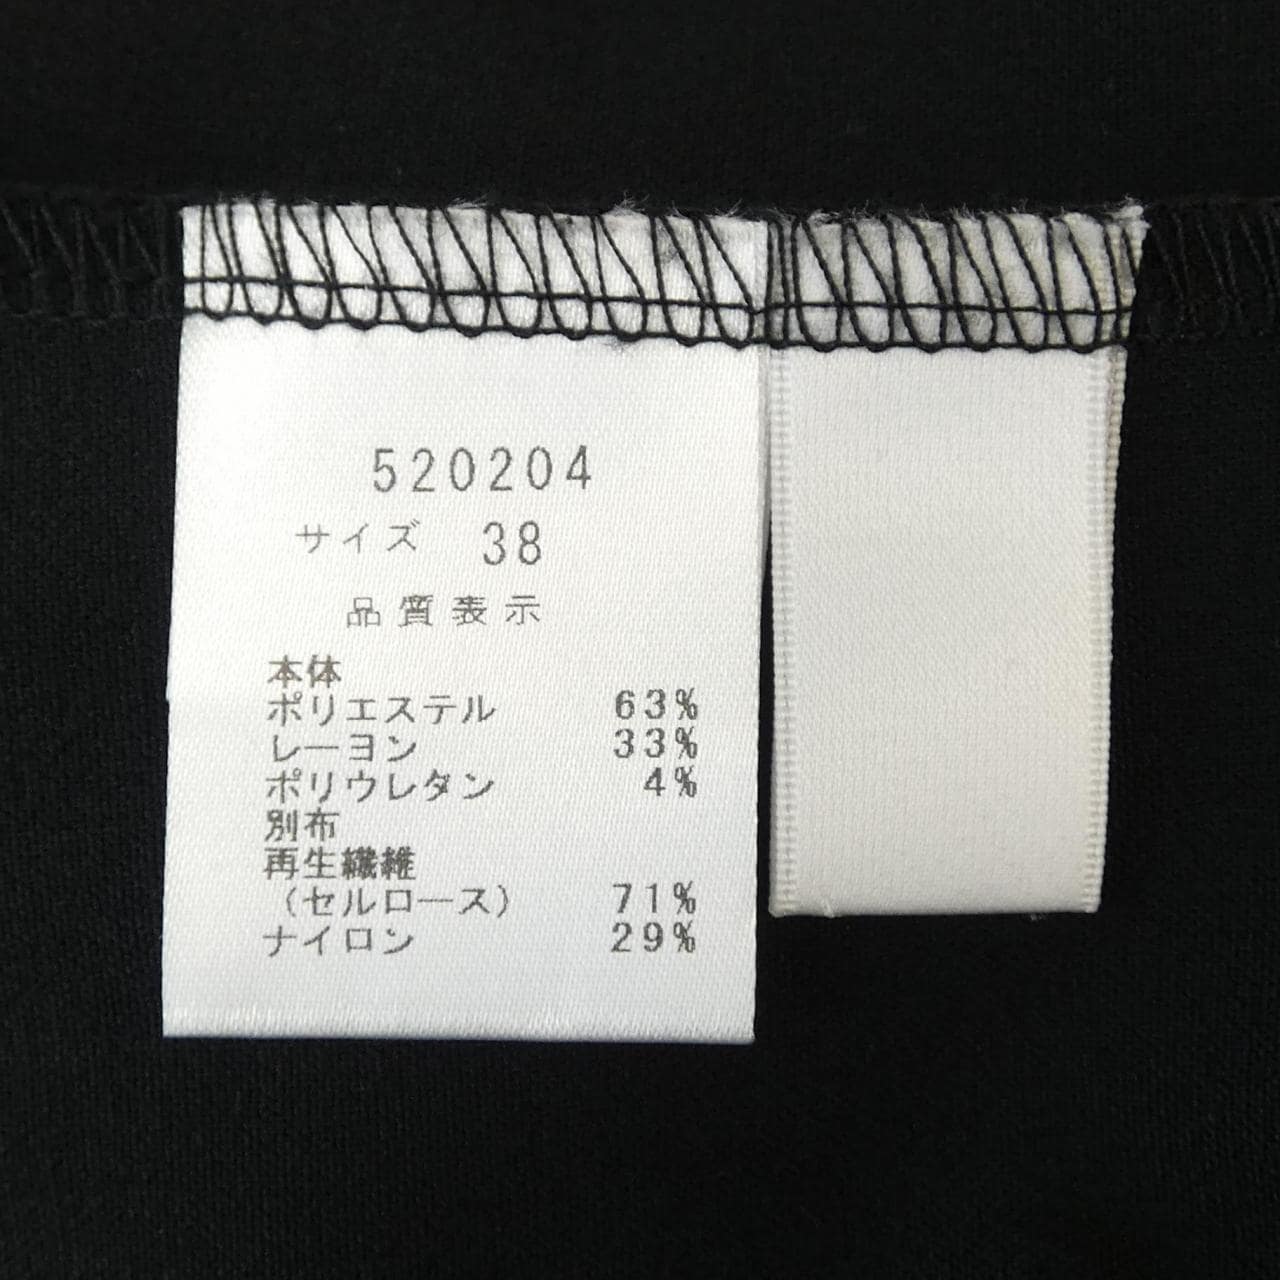 520204
サイズ 38
品質表示
本体
ポリエステル 63%
レーヨン 33%
ポリウレタン 4%
別布
再生繊維
(セルロース) 71%
ナイロン 29%